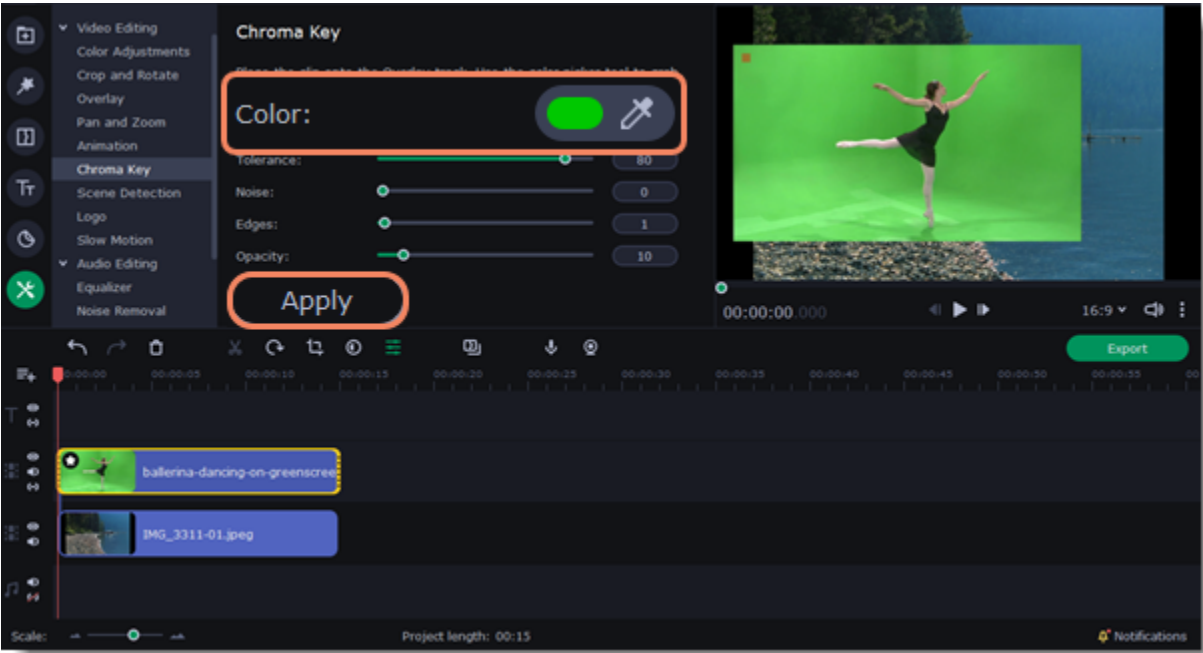 Video Editing
Color Adjustments
Crop and Rotate
Overlay
Pan and Zoom
Animation
Chroma Key
Scene Detection
Logo
Slow Motion
Audio Editing
Equalizer
Noise Removal
Chroma Key
Color:
Tolerance: 80
Noise: 0
Edges: 1
Opacity: 10
Apply
00:00:00.000
16:9
Export
00:00:05 00:00:10 00:00:15 00:00:20 00:00:25 00:00:30 00:00:35 00:00:40 00:00:45 00:00:50 00:00:55
ballerina-dancing-on-greenscree
IMG_3311-01.jpeg
Scale:
Project length: 00:15
Notifications